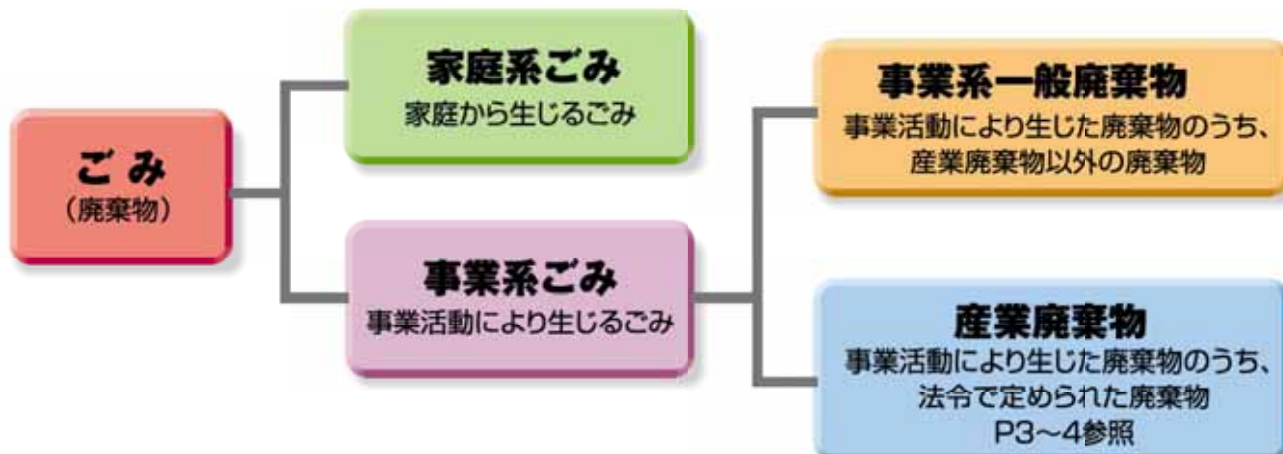 ごみ
（廃棄物）
家庭系ごみ
家庭から生じるごみ
事業系ごみ
事業活動により生じるごみ
事業系一般廃棄物
事業活動により生じた廃棄物のうち、
産業廃棄物以外の廃棄物
産業廃棄物
事業活動により生じた廃棄物のうち、
法令で定められた廃棄物
P3～4参照